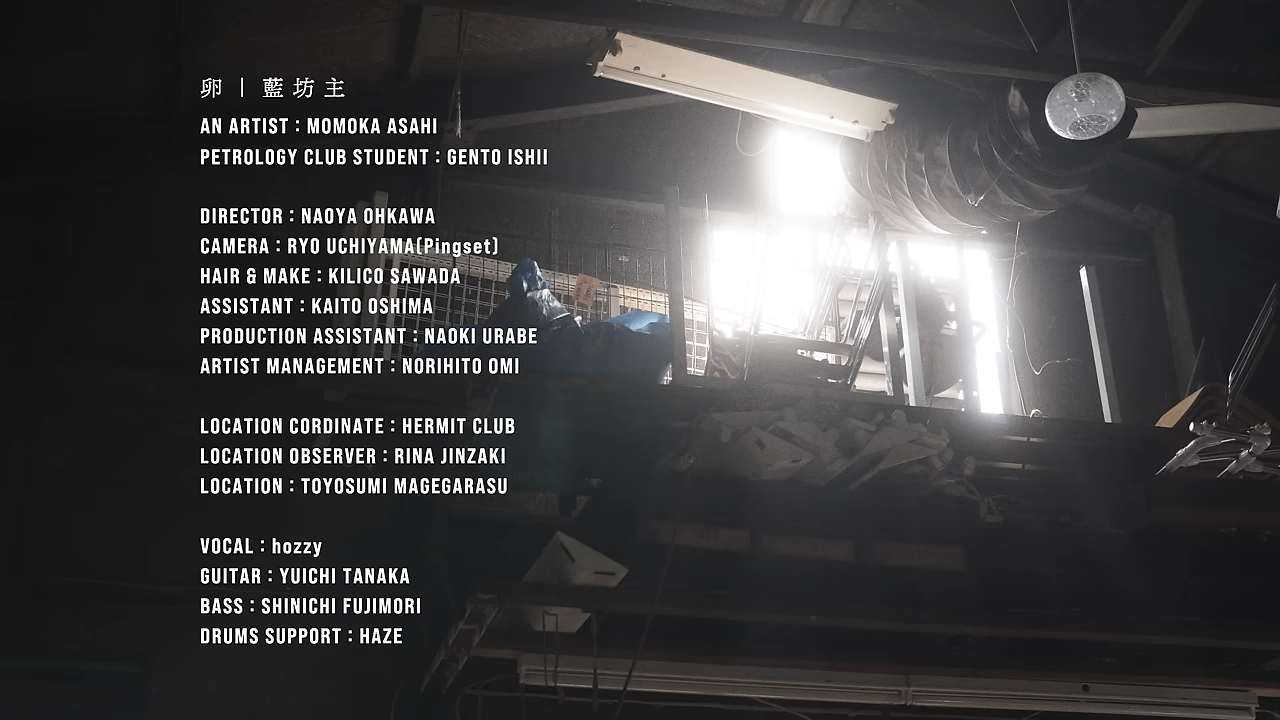 卵 | 藍坊主
AN ARTIST : MOMOKA ASAHI
PETROLOGY CLUB STUDENT : GENTO ISHII
DIRECTOR : NAOYA OHKAWA
CAMERA : RYO UCHIYAMA(Pingset)
HAIR & MAKE : KILICO SAWADA
ASSISTANT : KAITO OSHIMA
PRODUCTION ASSISTANT : NAOKI URABE
ARTIST MANAGEMENT : NORIHITO OMI
LOCATION CORDINATE : HERMIT CLUB
LOCATION OBSERVER : RINA JINZAKI
LOCATION : TOYOSUMI MAGEGARASU
VOCAL : hozzy
GUITAR : YUICHI TANAKA
BASS : SHINICHI FUJIMORI
DRUMS SUPPORT : HAZE